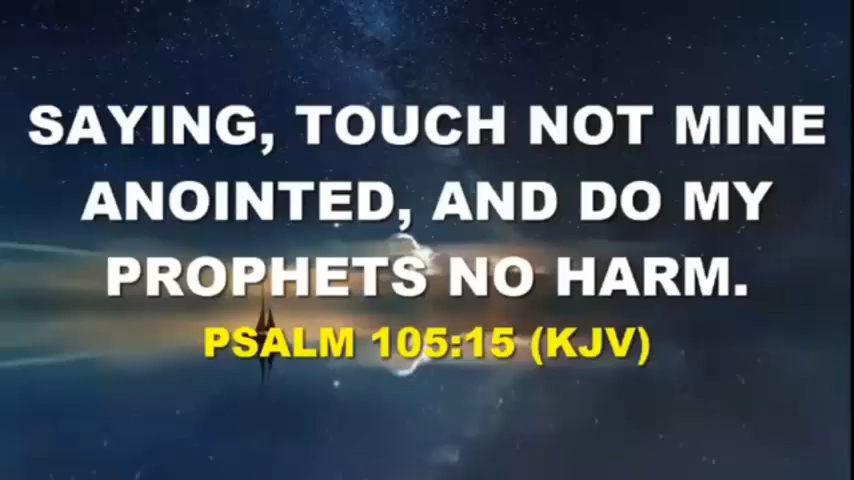 SAYING, TOUCH NOT MINE
ANOINTED, AND DO MY
PROPHETS NO HARM.
PSALM 105:15 (KJV)